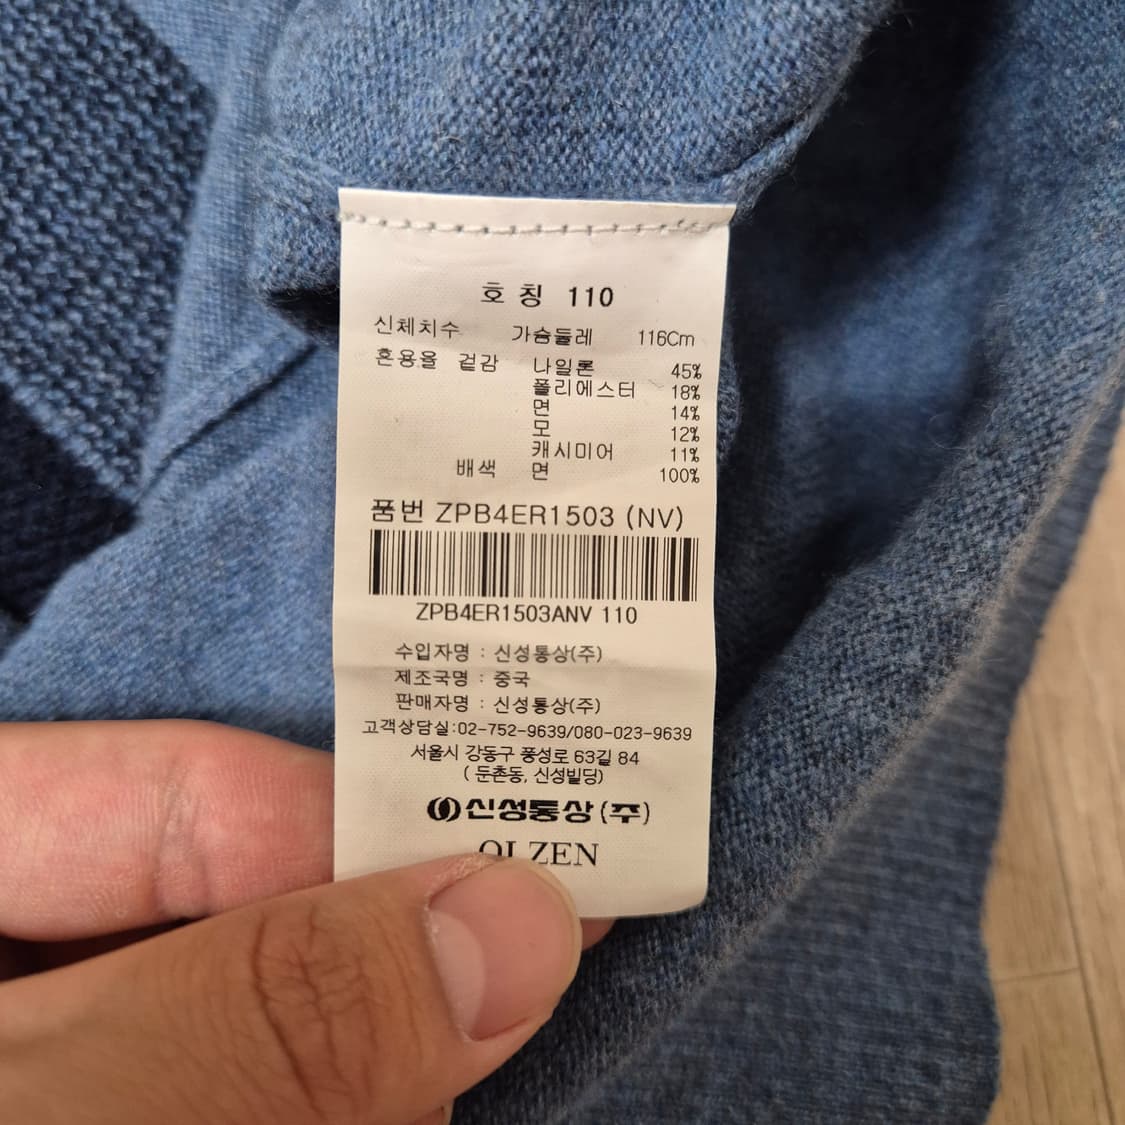 호칭 110
신체치수 가슴둘레 116Cm
혼용율 겉감 나일론 45%
폴리에스터 18%
면 14%
모 12%
캐시미어 11%
배색 면 100%
품번 ZPB4ER1503 (NV)
ZPB4ER1503ANV 110
수입자명 : 신성통상(주)
제조국명 : 중국
판매자명 : 신성통상(주)
고객상담실:02-752-9639/080-023-9639
서울시 강동구 풍성로 63길 84
( 둔촌동, 신성빌딩)
신성통상(주)
OLZEN